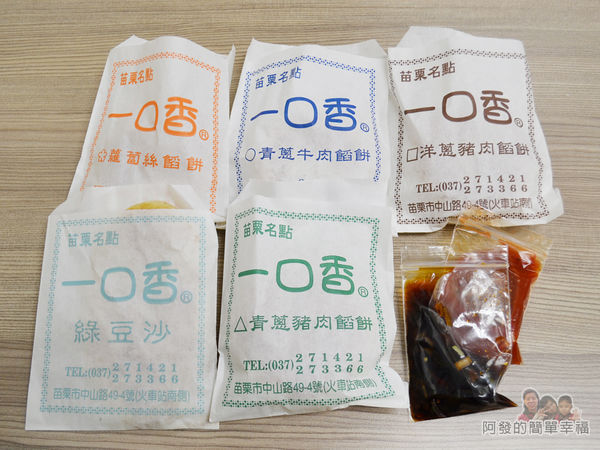 苗栗名點
一口香®
✩蘿蔔絲餡餅
苗栗名點
一口香®
○青蔥牛肉餡餅
苗栗名點
一口香®
□洋蔥豬肉餡餅
TEL:(037) 271421
273366
苗栗市中山路49-4號(火車站南側)
苗栗名點
一口香®
綠豆沙
TEL:(037) 271421
273366
苗栗市中山路49-4號(火車站南側)
苗栗名點
一口香®
△青蔥豬肉餡餅
TEL:(037) 271421
273366
苗栗市中山路49-4號(火車站南側)
阿發的簡單幸福